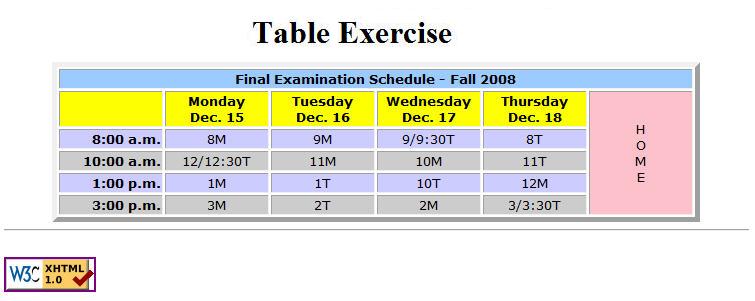 Table Exercise
Final Examination Schedule - Fall 2008
Monday Dec. 15 Tuesday Dec. 16 Wednesday Dec. 17 Thursday Dec. 18
8:00 a.m. 8M 9M 9/9:30T 8T
10:00 a.m. 12/12:30T 11M 10M 11T
1:00 p.m. 1M 1T 10T 12M
3:00 p.m. 3M 2T 2M 3/3:30T
H
O
M
E
W3C XHTML 1.0